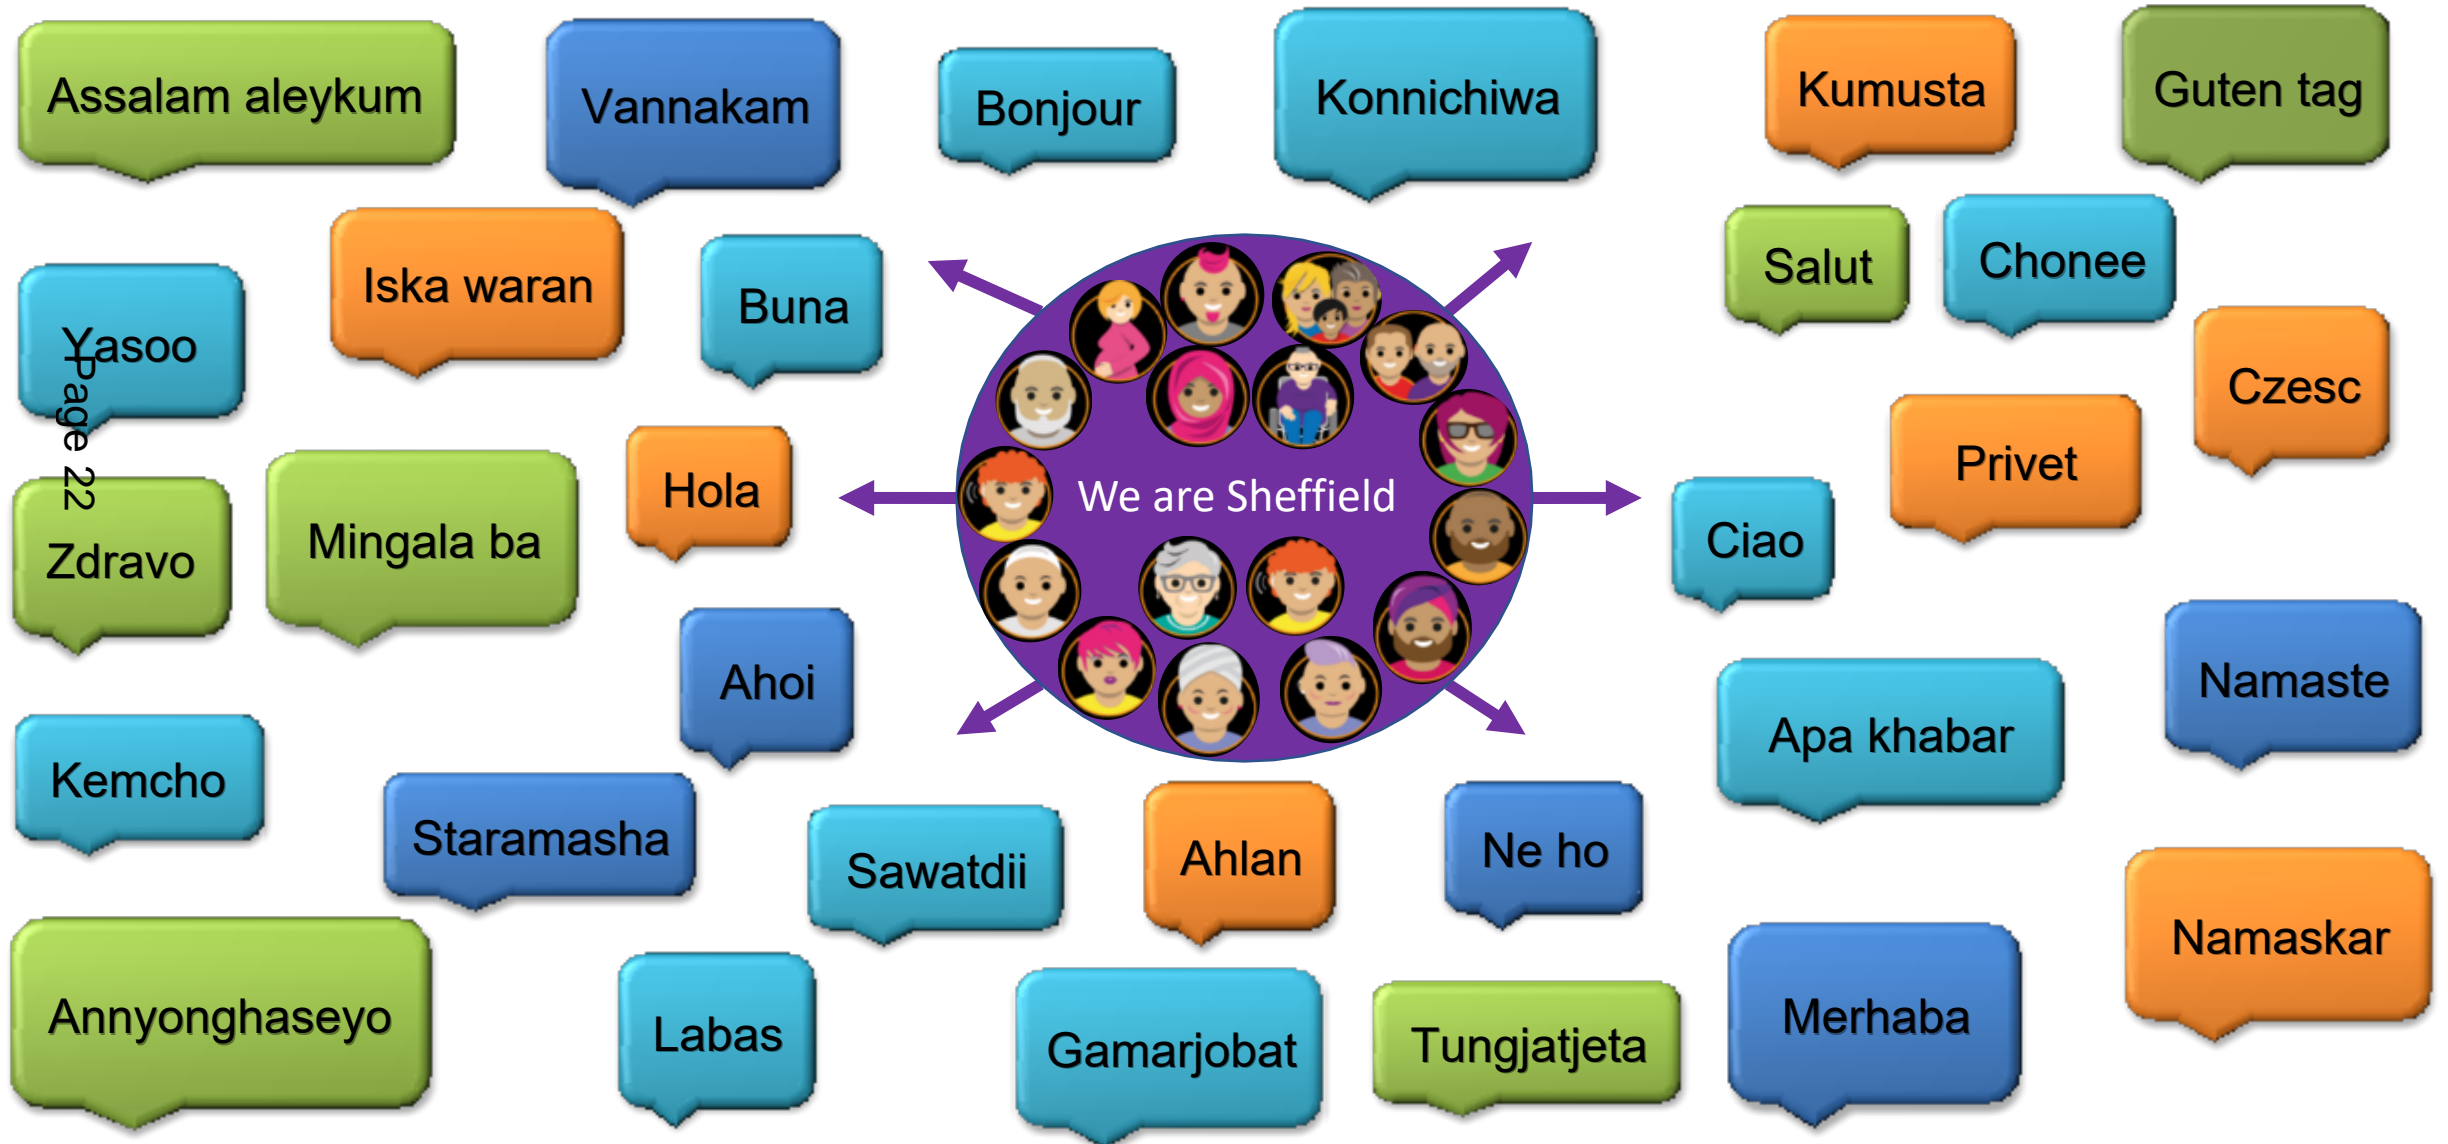 Assalam aleykum
Vannakam
Bonjour
Konnichiwa
Kumusta
Guten tag
Iska waran
Buna
Salut
Chonee
Yasoo
Czesc
Page 22
Hola
We are Sheffield
Privet
Zdravo
Mingala ba
Ciao
Ahoi
Namaste
Apa khabar
Kemcho
Staramasha
Sawatdii
Ahlan
Ne ho
Namaskar
Annyonghaseyo
Labas
Gamarjobat
Tungjatjeta
Merhaba